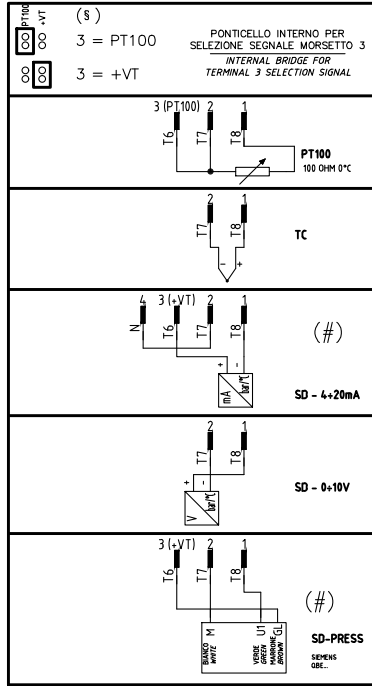 PT100
+VT
(§)
3 = PT100
3 = +VT
PONTICELLO INTERNO PER
SELEZIONE SEGNALE MORSETTO 3
INTERNAL BRIDGE FOR
TERMINAL 3 SELECTION SIGNAL
3 (PT100) 2 1
T6 T7 T8
PT100
100 OHM 0°C
2 1
T7 T8
- +
TC
4 3 (+VT) 2 1
N T6 T7 T8
(#)
+ -
mA bar/°C
SD - 4÷20mA
2 1
T7 T8
+ -
V bar/°C
SD - 0÷10V
3 (+VT) 2 1
T6 T7 T8
(#)
M U1 GL
BIANCO
WHITE
VERDE
GREEN
MARRONE
BROWN
SD-PRESS
SIEMENS
QBE...